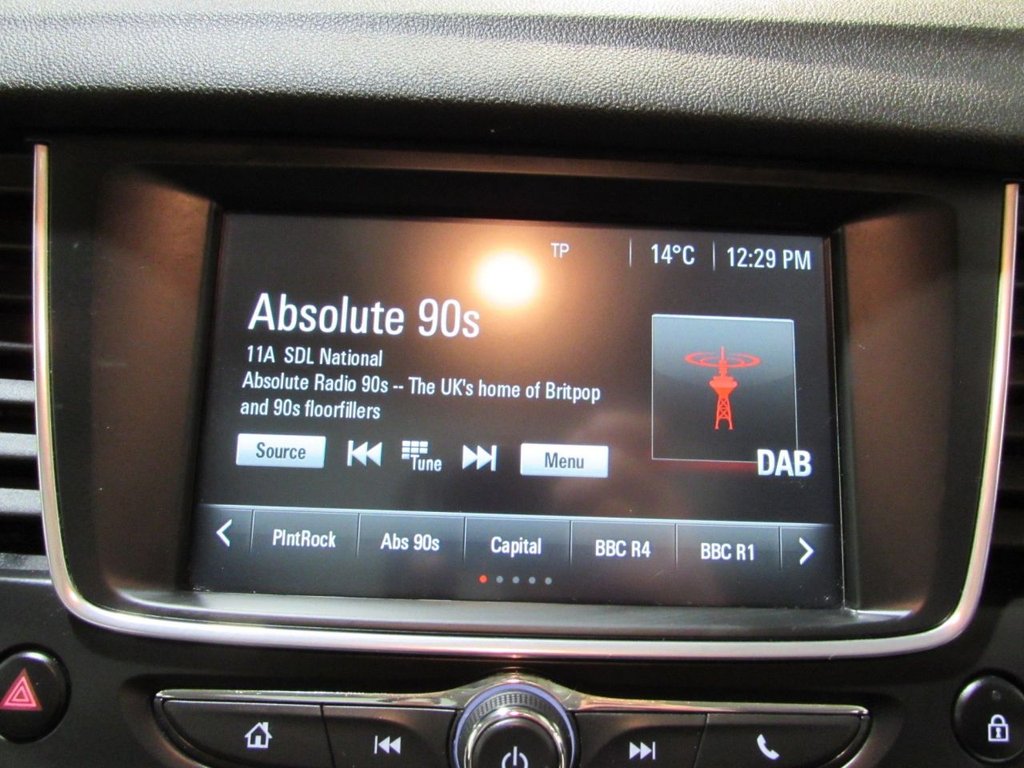 TP 14°C 12:29 PM
Absolute 90s
11A SDL National
Absolute Radio 90s -- The UK's home of Britpop
and 90s floorfillers
Source Tune Menu
DAB
PlntRock Abs 90s Capital BBC R4 BBC R1